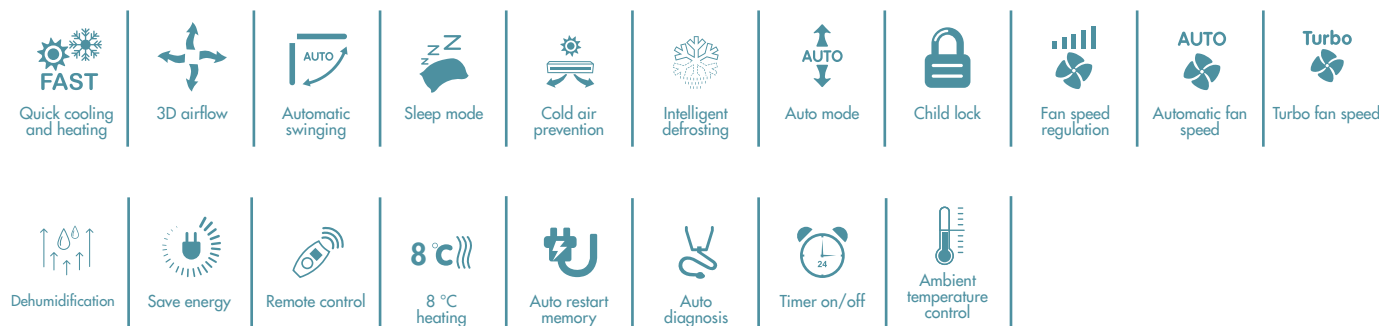 FAST
Quick cooling
and heating
3D airflow
AUTO
Automatic
swinging
Z
Z
Z
Sleep mode
Cold air
prevention
Intelligent
defrosting
AUTO
Auto mode
Child lock
Fan speed
regulation
AUTO
Automatic fan
speed
Turbo
Turbo fan speed
Dehumidification
Save energy
Remote control
8 °C
8 °C
heating
Auto restart
memory
Auto
diagnosis
24
Timer on/off
Ambient
temperature
control